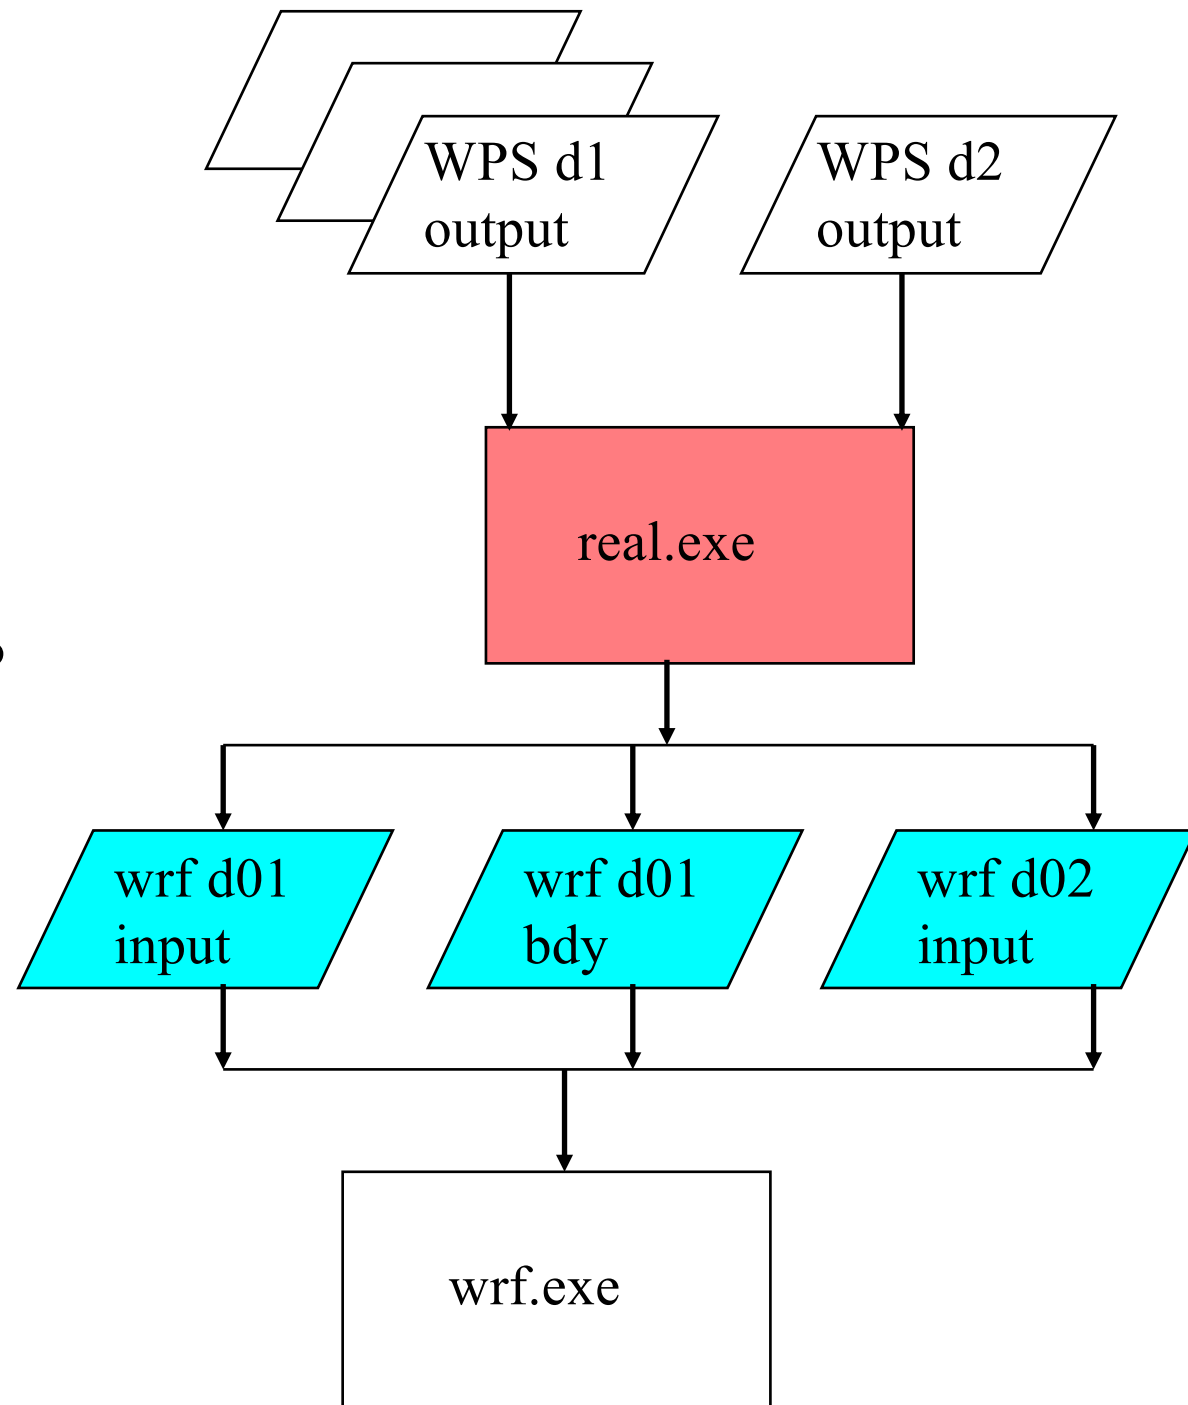 WPS d1
output
WPS d2
output
real.exe
wrf d01
input
wrf d01
bdy
wrf d02
input
wrf.exe